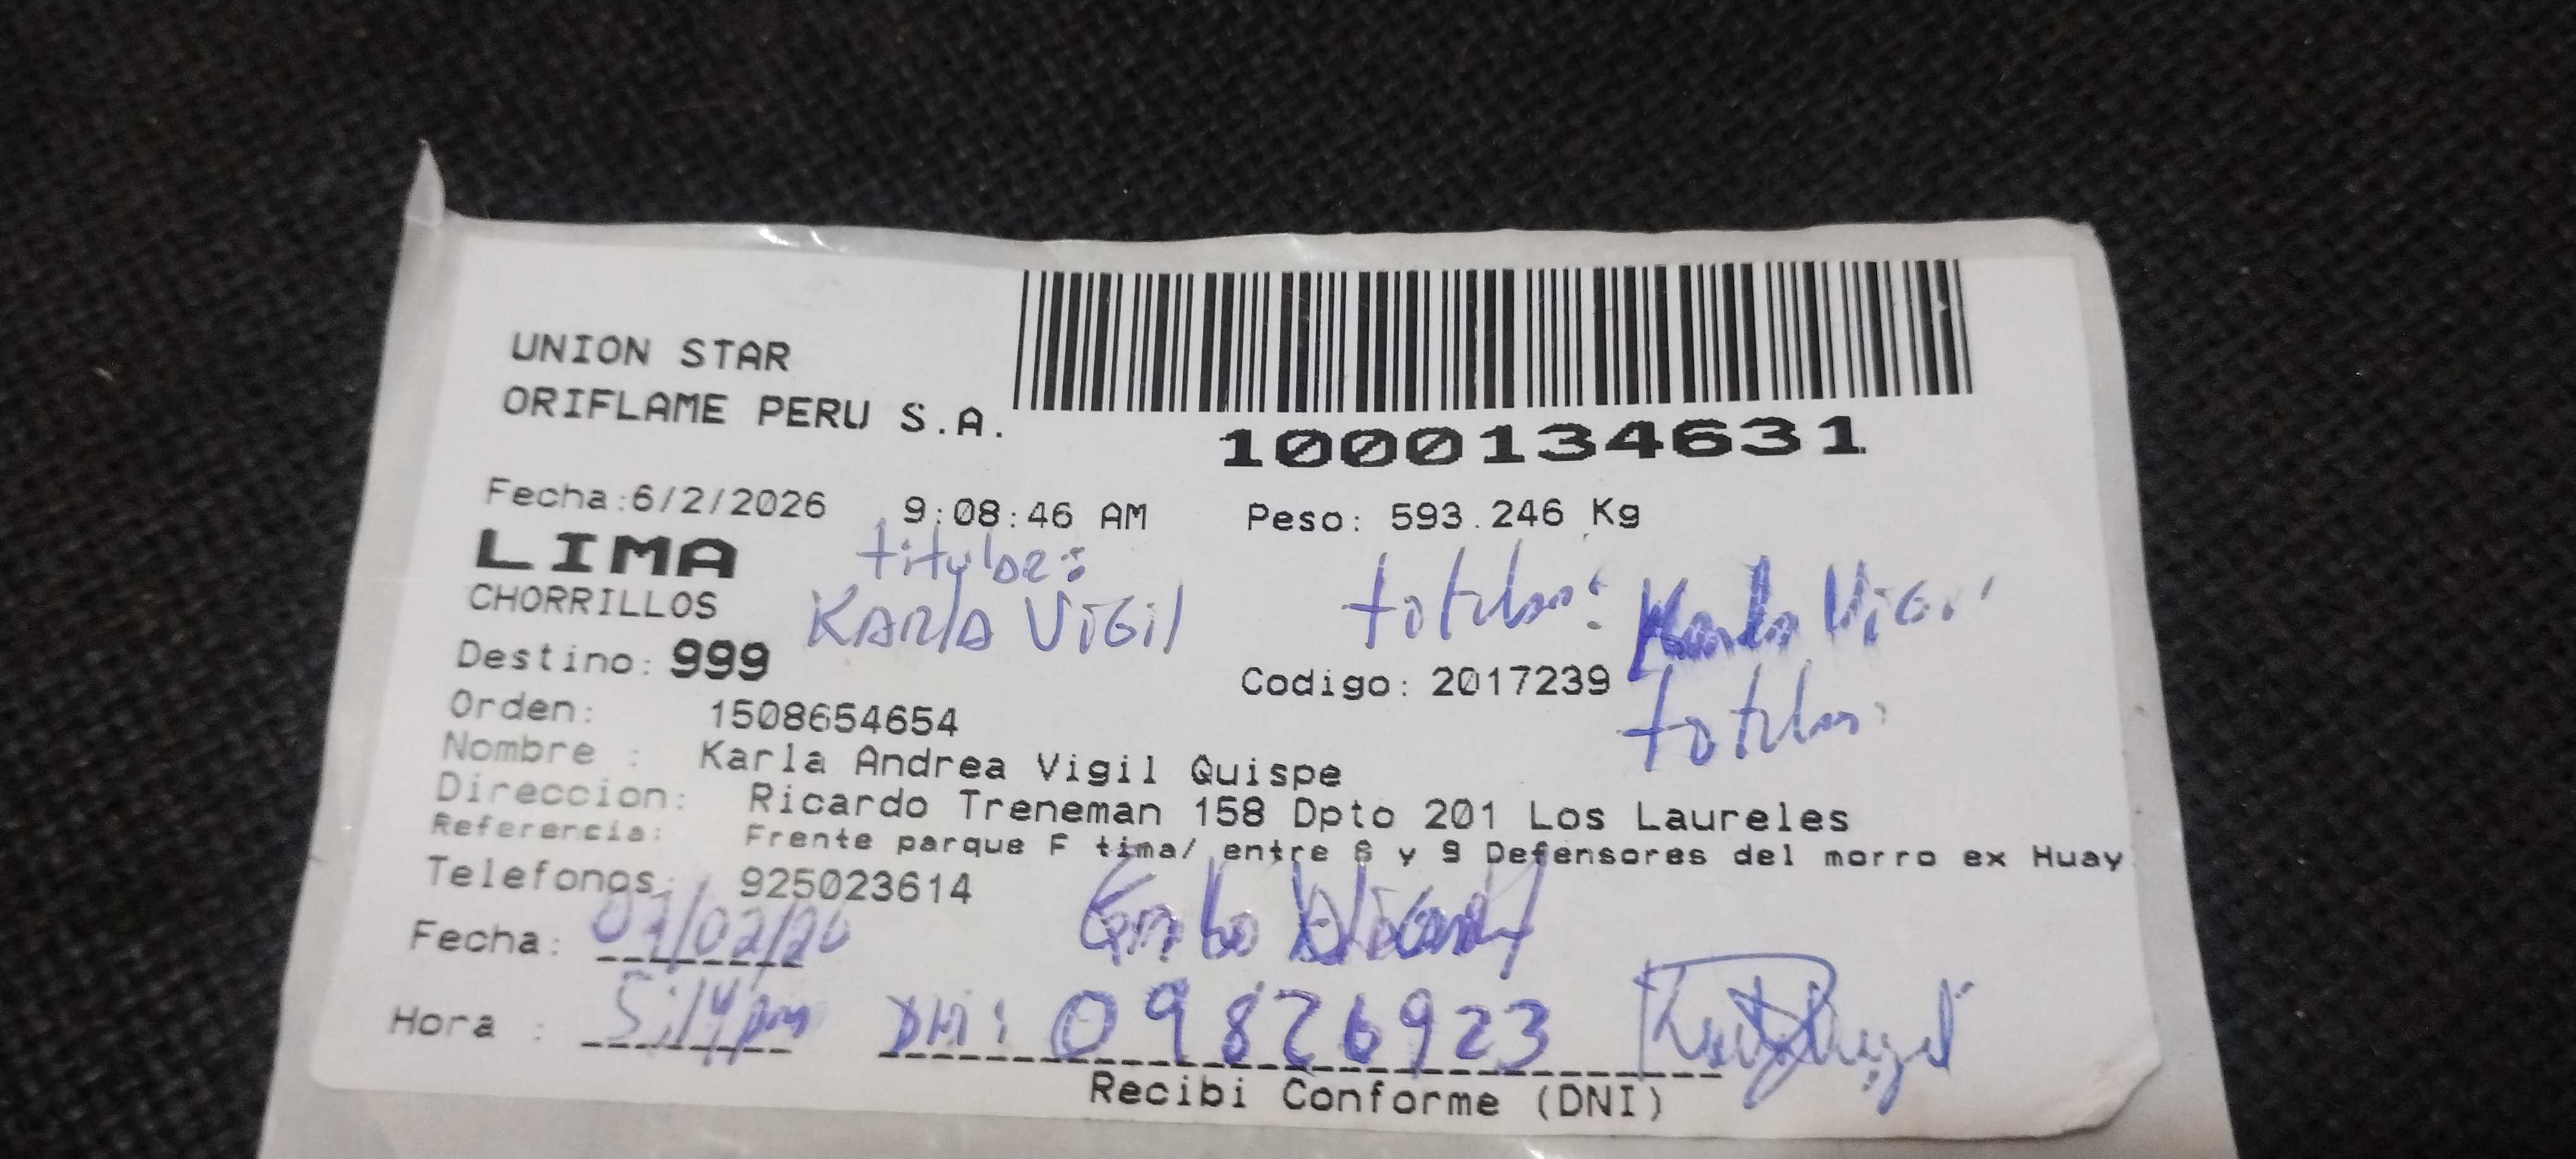 UNION STAR
ORIFLAME PERU S.A.
1000134631
Fecha:6/2/2026 9:08:46 AM Peso: 593.246 Kg
LIMA
titular:
CHORRILLOS
KARLA VIGIL
Karla
Destino: 999
Codigo: 2017239
Orden: 1508654654
Nombre : Karla Andrea Vigil Quispe
Direccion: Ricardo Treneman 158 Dpto 201 Los Laureles
Referencia: Frente parque F tima/ entre 8 y 9 Defensores del morro ex Huay
Telefonos: 925023614
Fecha: 07/02/26
Hora : 5:14pm DNI: 09826923
Recibi Conforme (DNI)